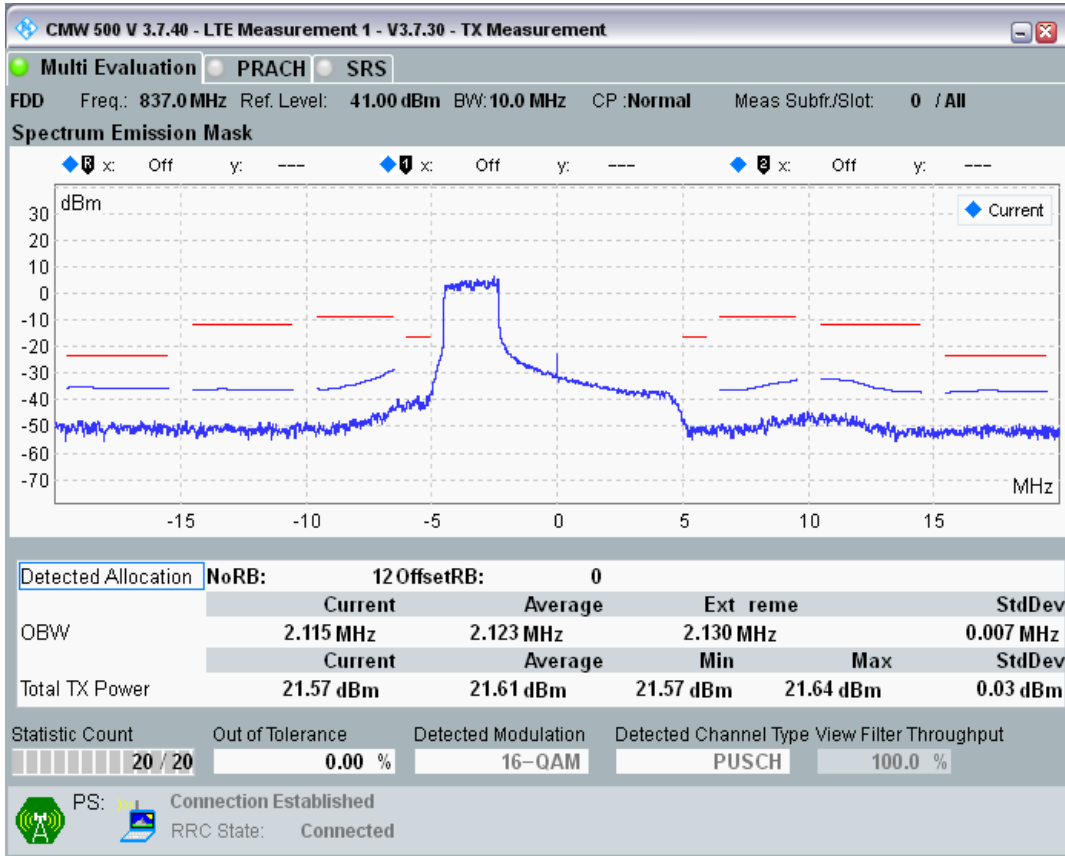 CMW 500 V 3.7.40 - LTE Measurement 1 - V3.7.30 - TX Measurement
Multi Evaluation PRACH SRS
FDD Freq.: 837.0 MHz Ref. Level: 41.00 dBm BW: 10.0 MHz CP :Normal Meas Subfr./Slot: 0 / All
Spectrum Emission Mask
R x: Off y: --- 1 x: Off y: --- 2 x: Off y: ---
dBm
Current
30
20
10
0
-10
-20
-30
-40
-50
-60
-70
MHz
-15 -10 -5 0 5 10 15
Detected Allocation NoRB: 12 OffsetRB: 0
Current Average Ext reme StdDev
OBW 2.115 MHz 2.123 MHz 2.130 MHz 0.007 MHz
Current Average Min Max StdDev
Total TX Power 21.57 dBm 21.61 dBm 21.57 dBm 21.64 dBm 0.03 dBm
Statistic Count Out of Tolerance Detected Modulation Detected Channel Type View Filter Throughput
20 / 20 0.00 % 16-QAM PUSCH 100.0 %
PS: Connection Established
RRC State: Connected